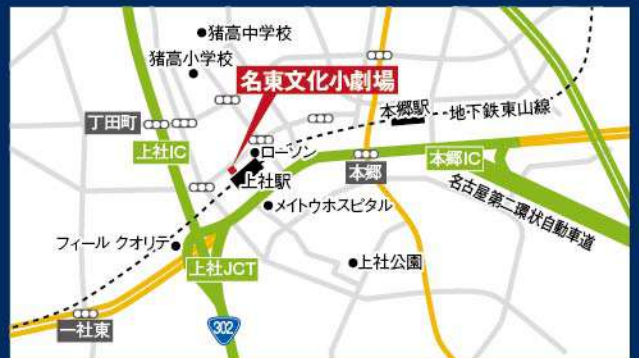 猪高中学校
猪高小学校
名東文化小劇場
本郷駅
地下鉄東山線
丁田町
上社IC
ローソン
上社駅
本郷
本郷IC
名古屋第二環状自動車道
メイトウホスピタル
フィール クオリテ
上社JCT
上社公園
一社東
302